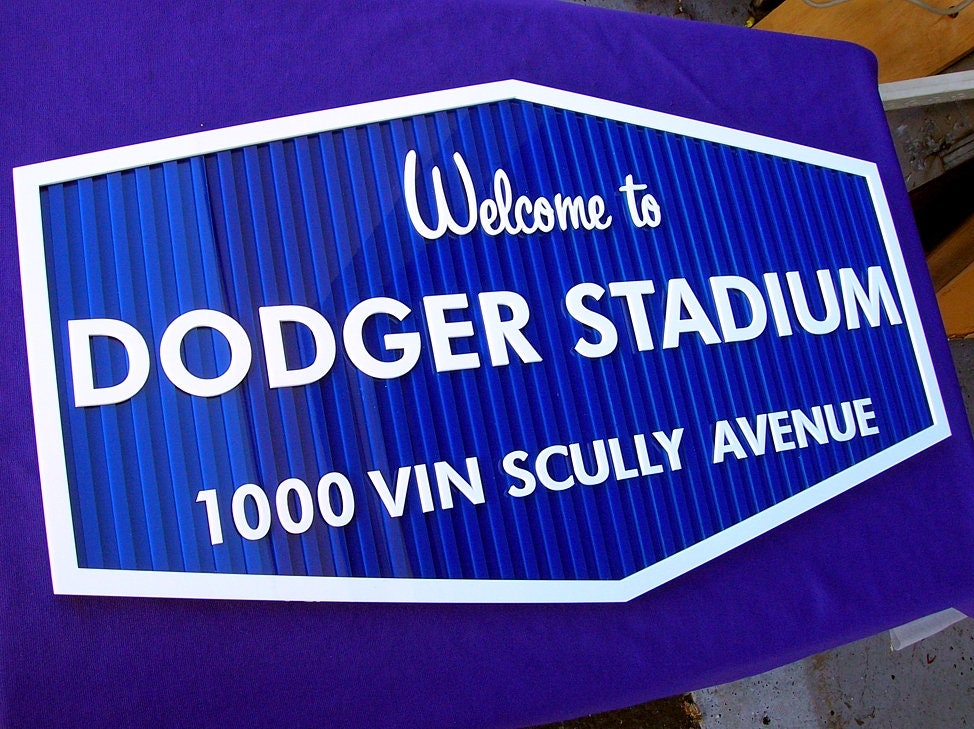 Welcome to
DODGER STADIUM
1000 VIN SCULLY AVENUE